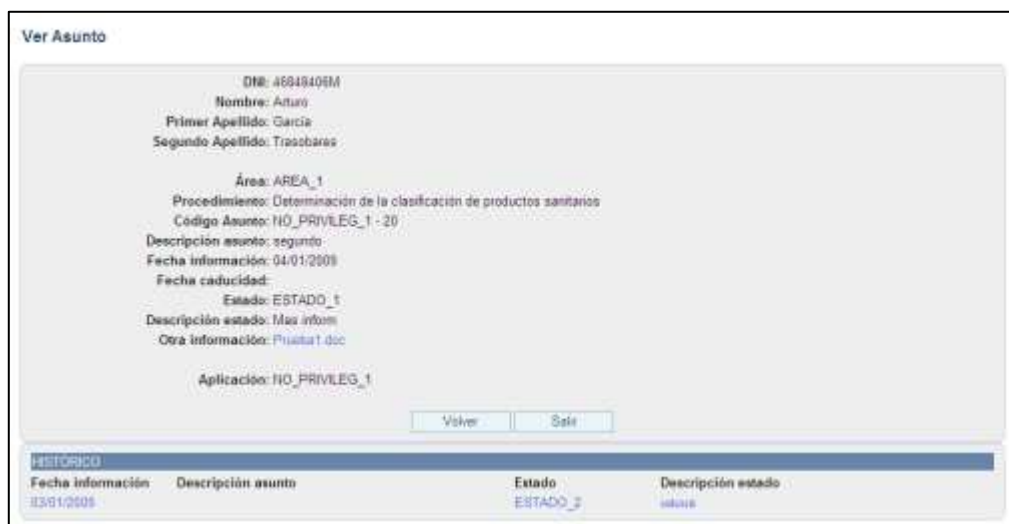 Ver Asunto
DNI: 46848406M
Nombre: Arturo
Primer Apellido: García
Segundo Apellido: Trasobares
Área: AREA_1
Procedimiento: Determinación de la clasificación de productos sanitarios
Código Asunto: NO_PRIVILEG_1 - 20
Descripción asunto: segundo
Fecha información: 04/01/2009
Fecha caducidad:
Estado: ESTADO_1
Descripción estado: Mas inform
Otra información: Prueba1.doc
Aplicación: NO_PRIVILEG_1
Volver Salir
HISTÓRICO
Fecha información Descripción asunto Estado Descripción estado
03/01/2009 ESTADO_2